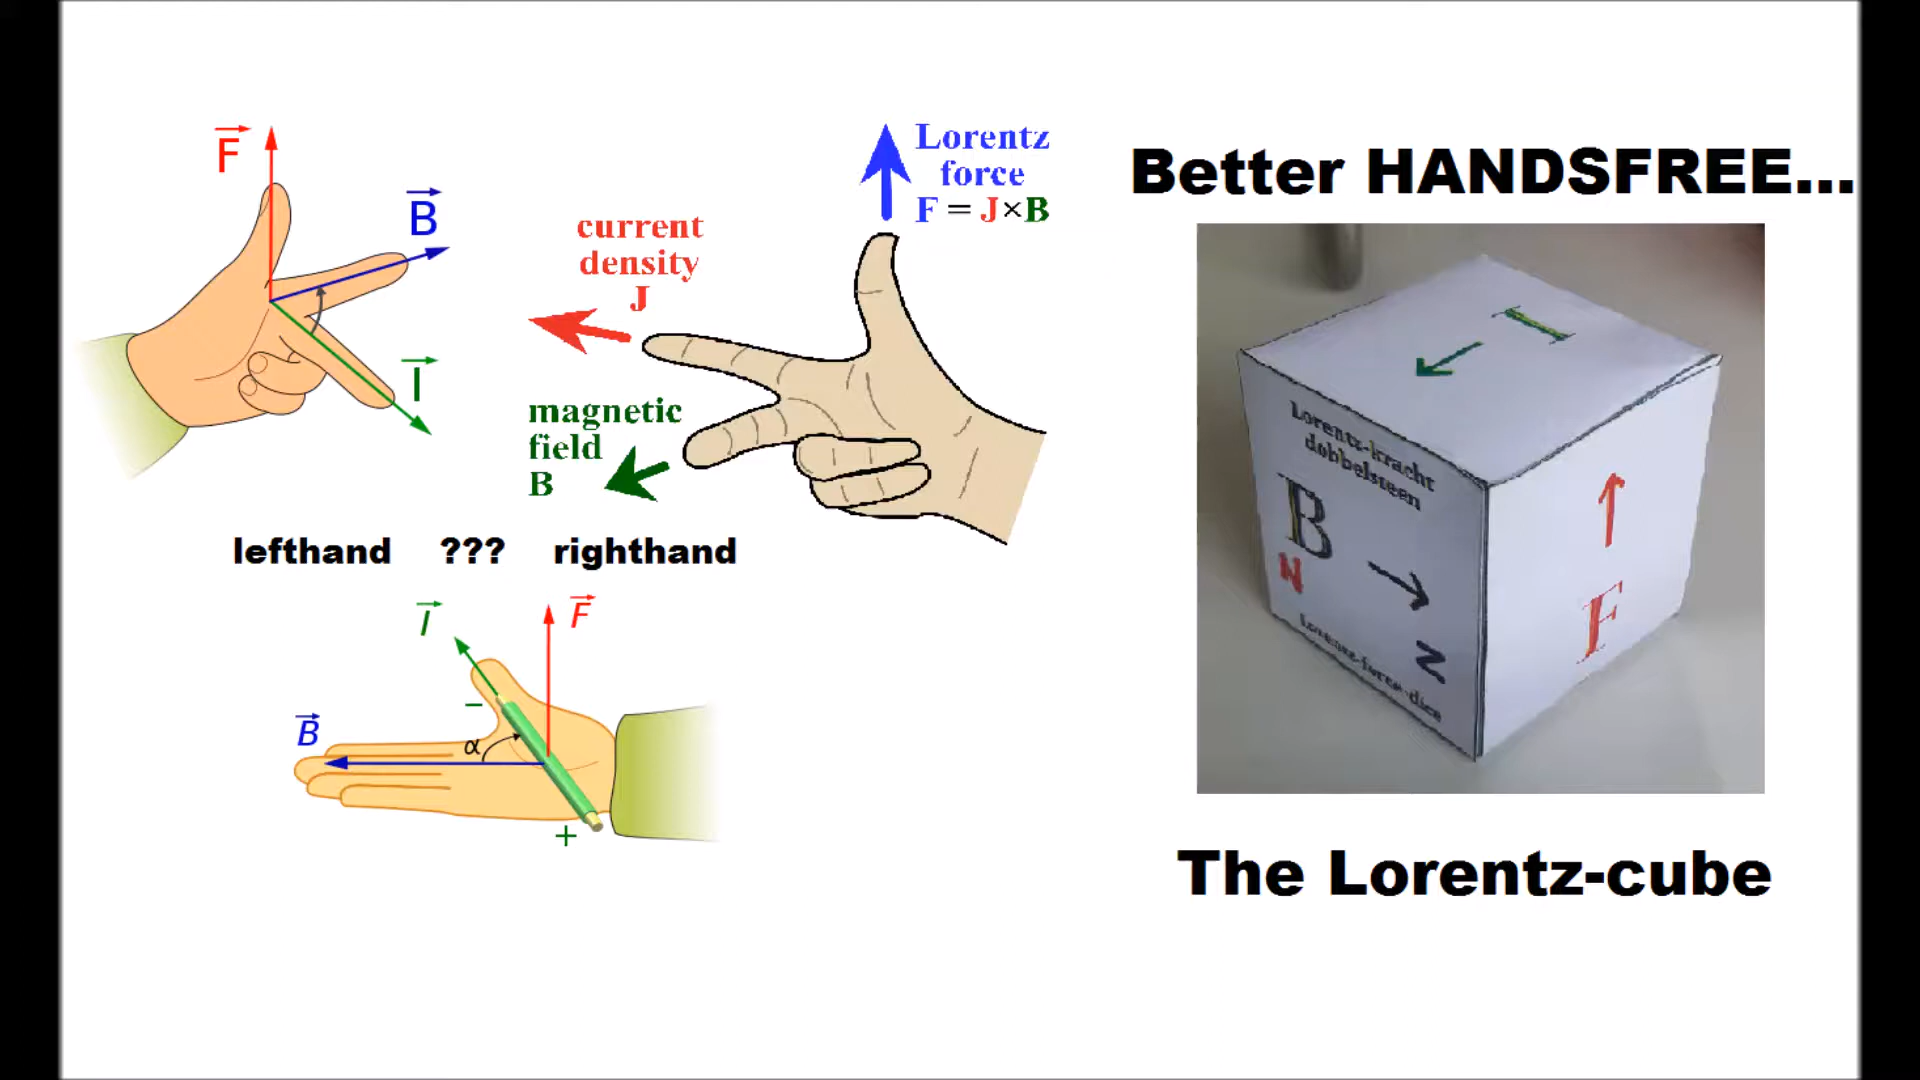 F
B
I
current
density
J
magnetic
field
B
Lorentz
force
F = J×B
lefthand ??? righthand
I
F
B
−
α
+
Better HANDSFREE...
I
Lorentz-kracht
dobbelsteen
B
N
Z
Lorentz-force-dice
F
The Lorentz-cube